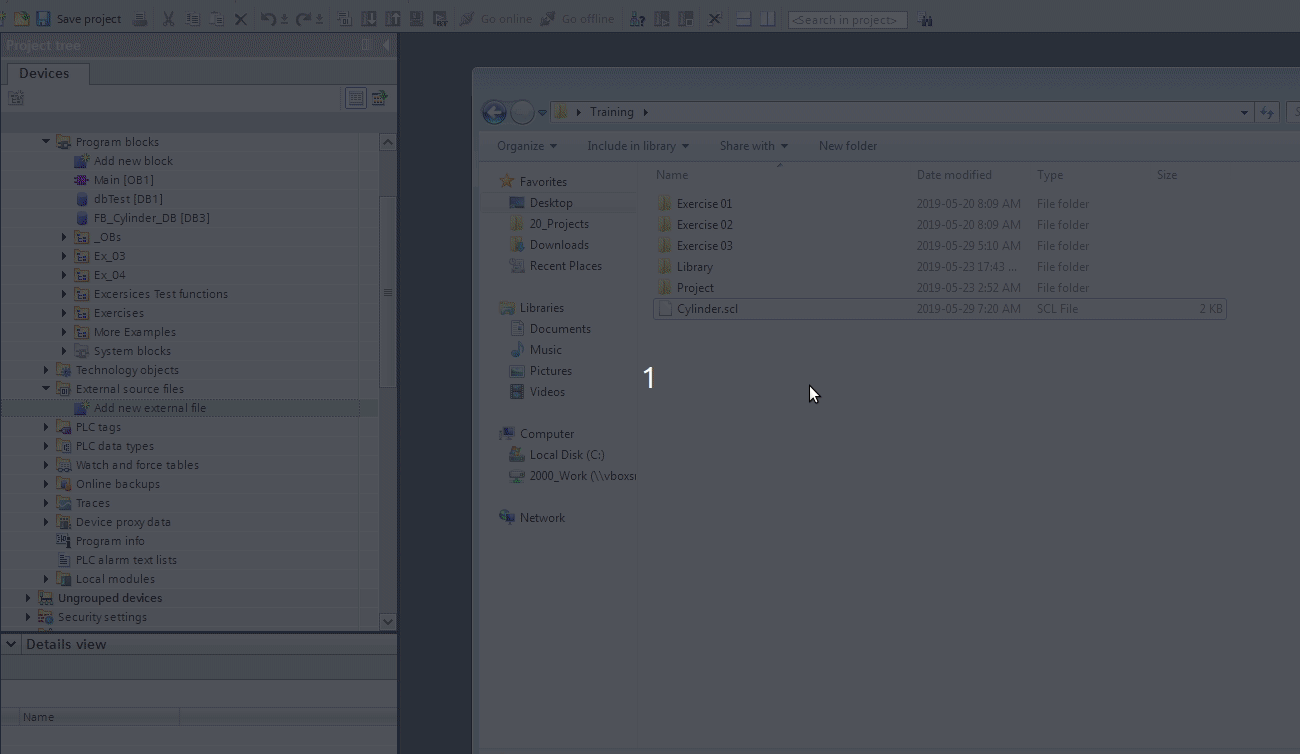 Save project
Go online
Go offline
<Search in project>
Project tree
Devices
Program blocks
Add new block
Main [OB1]
dbTest [DB1]
FB_Cylinder_DB [DB3]
_OBs
Ex_03
Ex_04
Excersices Test functions
Exercises
More Examples
System blocks
Technology objects
External source files
Add new external file
PLC tags
PLC data types
Watch and force tables
Online backups
Traces
Device proxy data
Program info
PLC alarm text lists
Local modules
Ungrouped devices
Security settings
Details view
Name
Training
Organize
Include in library
Share with
New folder
Favorites
Desktop
20_Projects
Downloads
Recent Places
Libraries
Documents
Music
Pictures
Videos
Computer
Local Disk (C:)
2000_Work (\\vboxsr
Network
Name Date modified Type Size
Exercise 01 2019-05-20 8:09 AM File folder
Exercise 02 2019-05-20 8:09 AM File folder
Exercise 03 2019-05-29 5:10 AM File folder
Library 2019-05-23 17:43 ... File folder
Project 2019-05-23 2:52 AM File folder
Cylinder.scl 2019-05-29 7:20 AM SCL File 2 KB
1